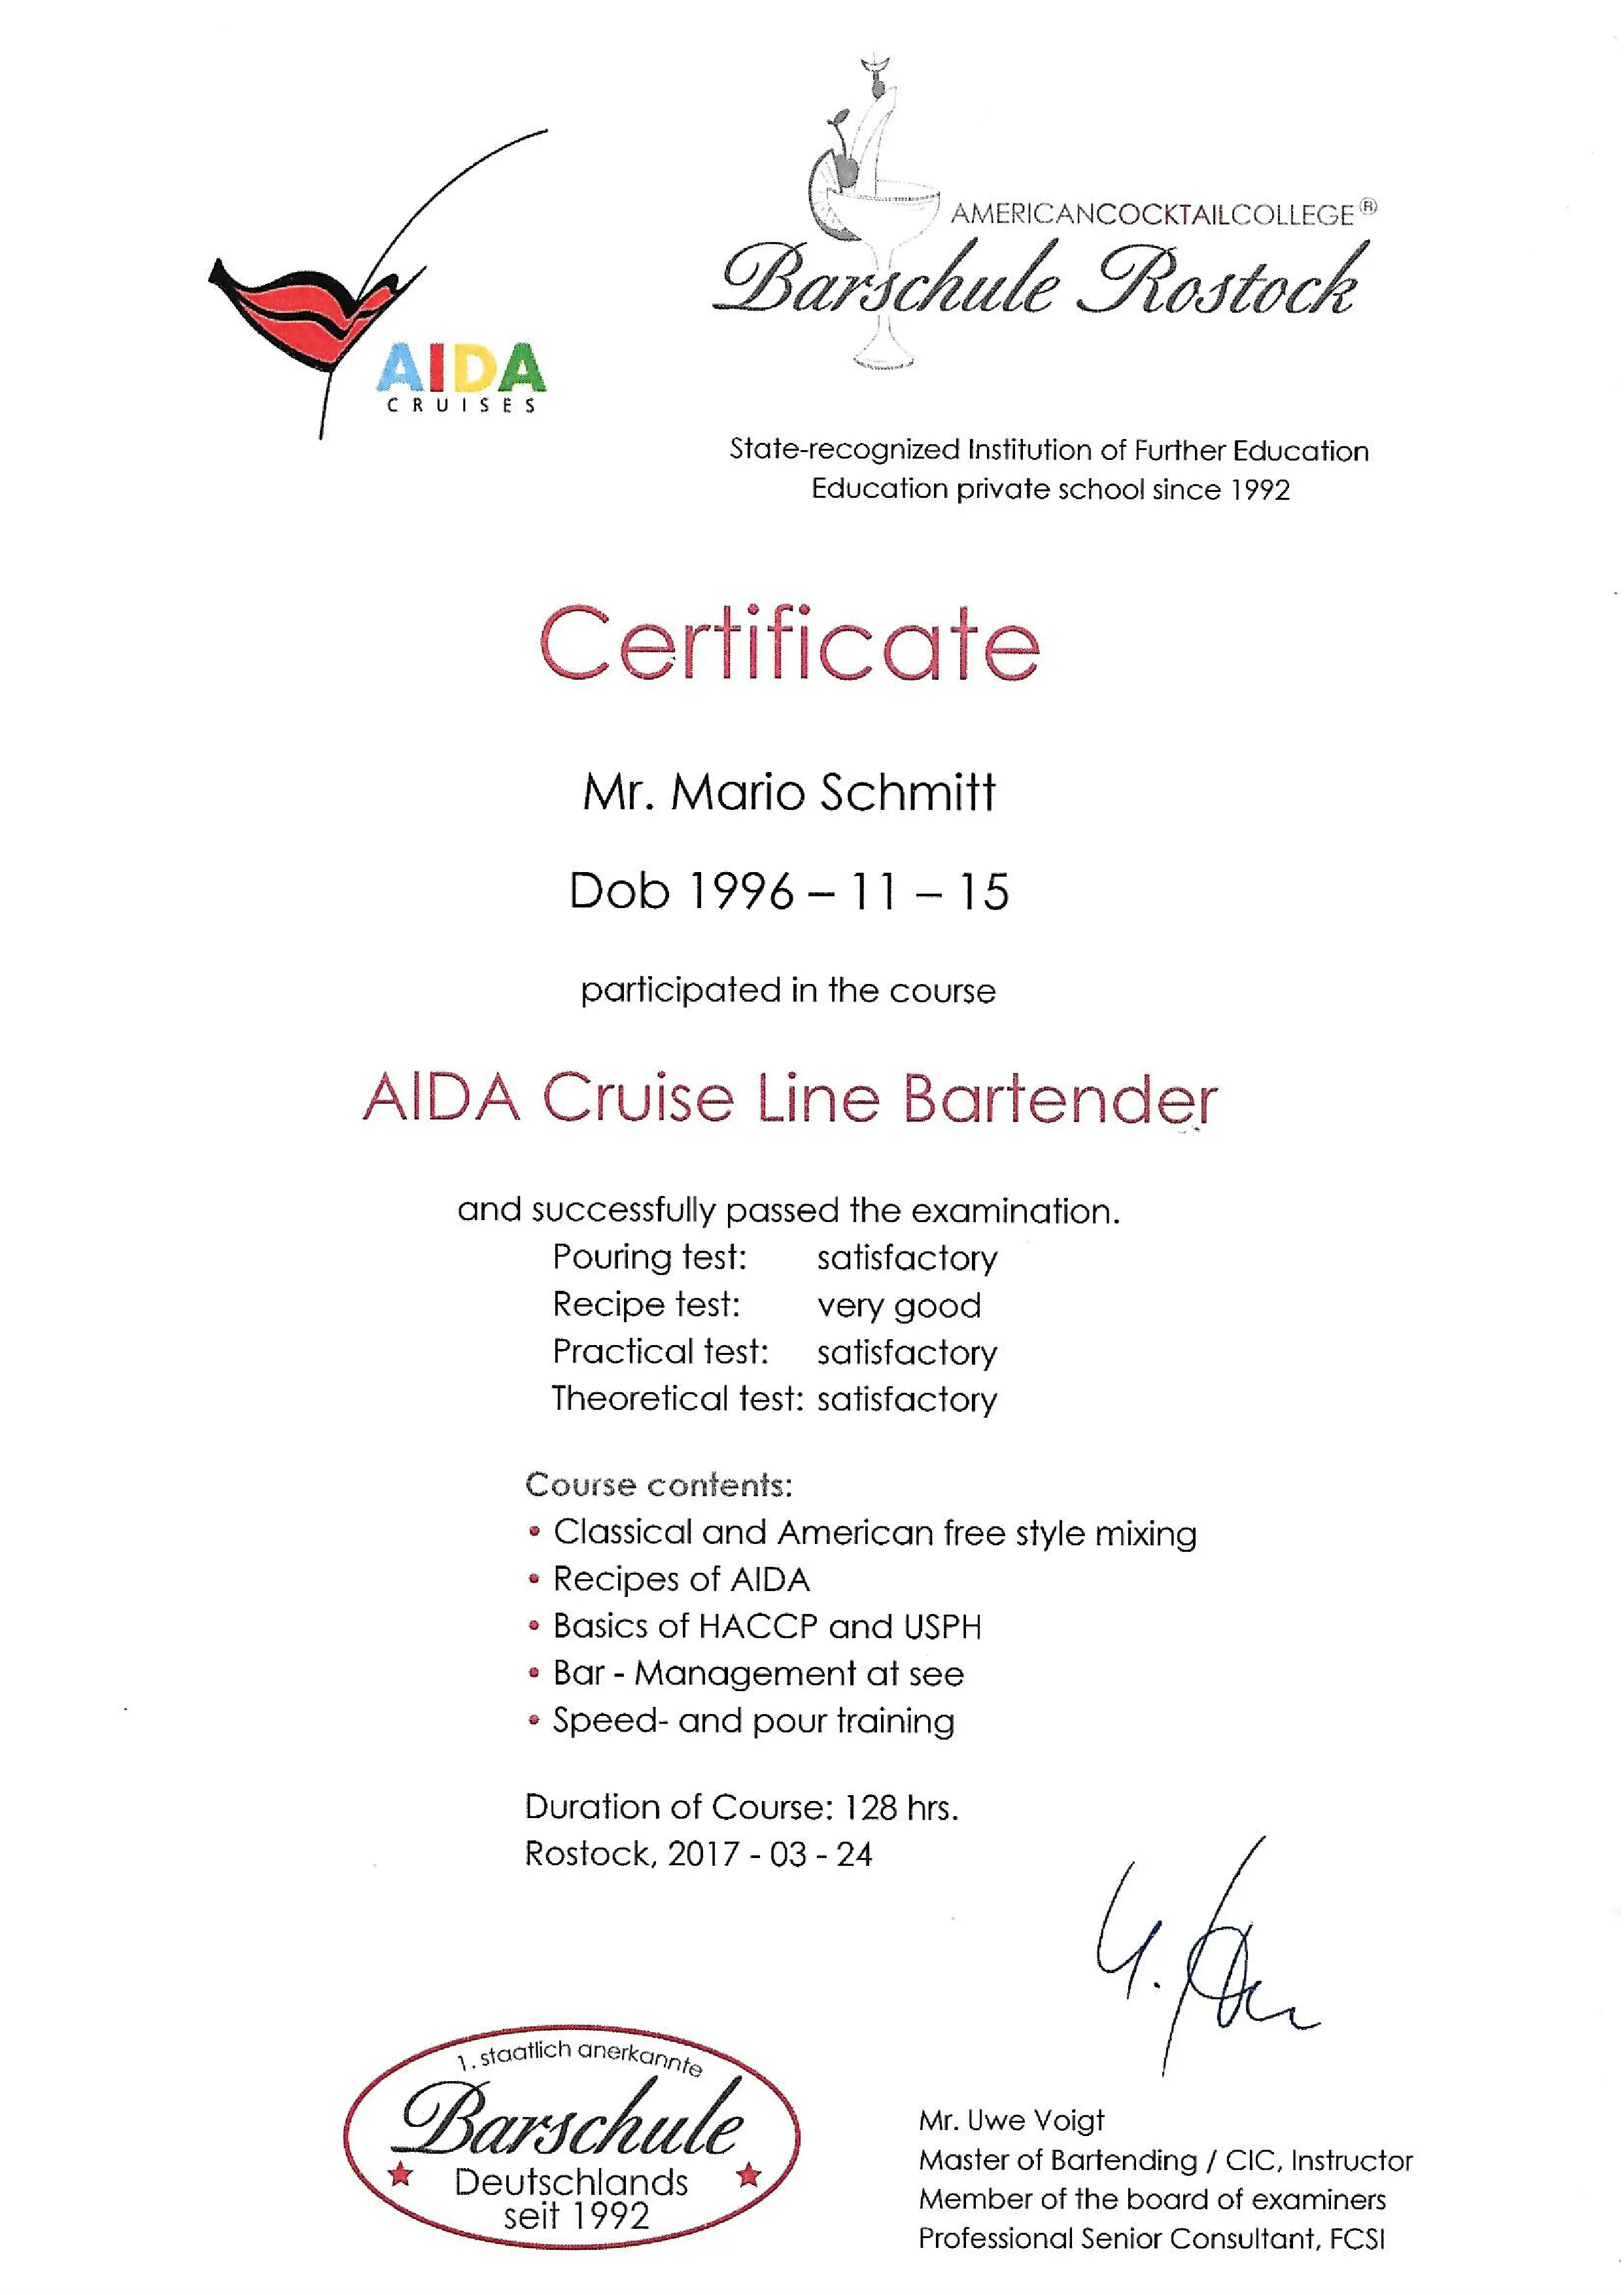 AIDA
CRUISES
AMERICANCOCKTAILCOLLEGE®
Barschule Rostock
State-recognized Institution of Further Education
Education private school since 1992
Certificate
Mr. Mario Schmitt
Dob 1996 – 11 – 15
participated in the course
AIDA Cruise Line Bartender
and successfully passed the examination.
Pouring test: satisfactory
Recipe test: very good
Practical test: satisfactory
Theoretical test: satisfactory
Course contents:
• Classical and American free style mixing
• Recipes of AIDA
• Basics of HACCP and USPH
• Bar - Management at see
• Speed- and pour training
Duration of Course: 128 hrs.
Rostock, 2017 - 03 - 24
1. staatlich anerkannte
Barschule
Deutschlands
seit 1992
Mr. Uwe Voigt
Master of Bartending / CIC, Instructor
Member of the board of examiners
Professional Senior Consultant, FCSI